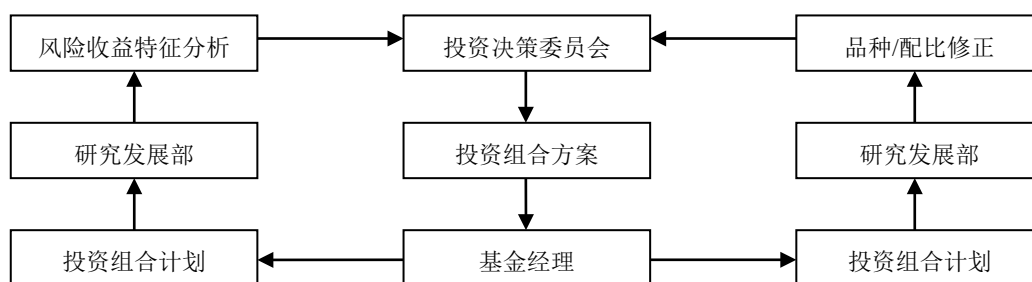 风险收益特征分析
投资决策委员会
品种/配比修正
研究发展部
投资组合方案
研究发展部
投资组合计划
基金经理
投资组合计划